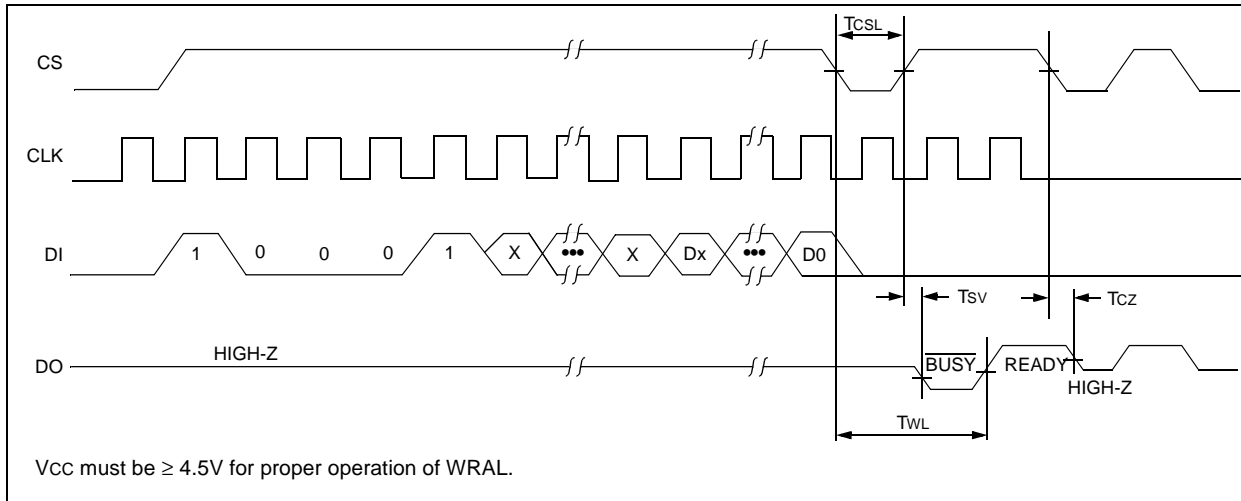 TCSL
CS
CLK
DI 1 0 0 0 1 X ••• X Dx ••• D0
TSV TCZ
HIGH-Z
DO BUSY READY
HIGH-Z
TWL
VCC must be ≥ 4.5V for proper operation of WRAL.